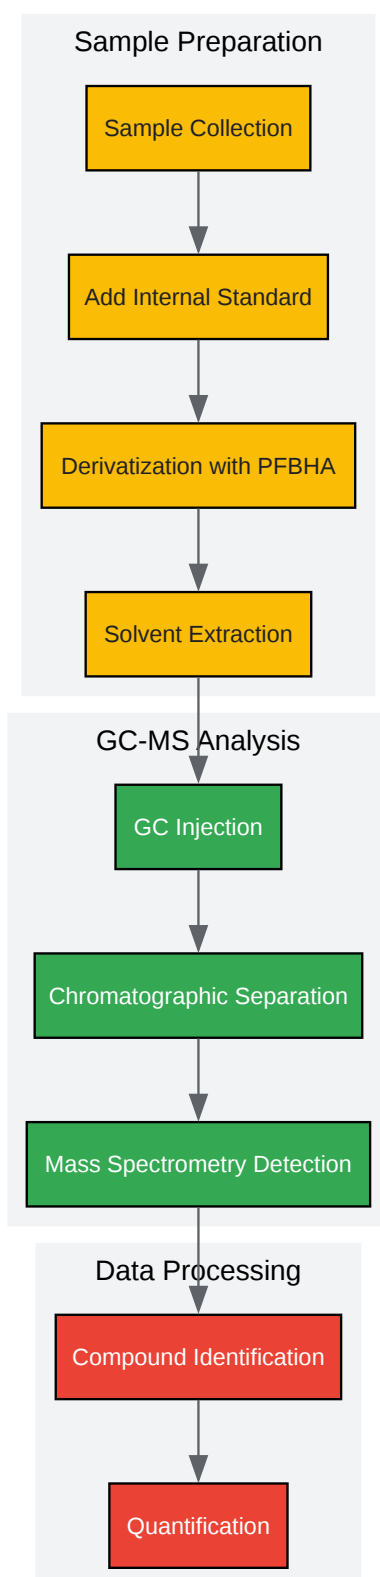 Sample Preparation
Sample Collection
Add Internal Standard
Derivatization with PFBHA
Solvent Extraction
GC-MS Analysis
GC Injection
Chromatographic Separation
Mass Spectrometry Detection
Data Processing
Compound Identification
Quantification